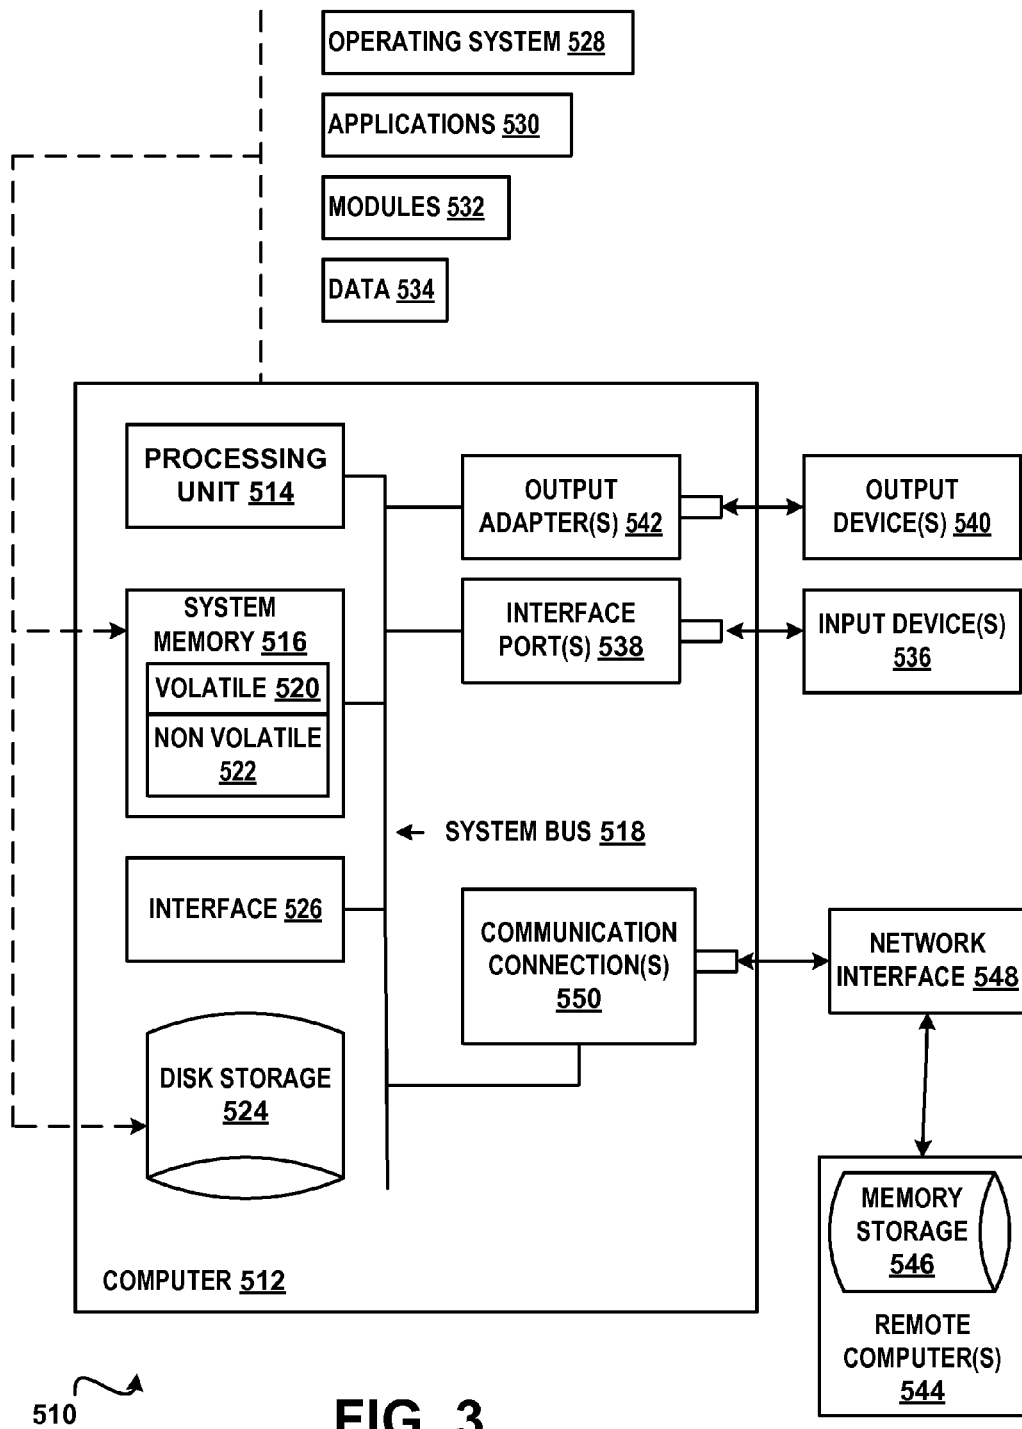 OPERATING SYSTEM 528
APPLICATIONS 530
MODULES 532
DATA 534
PROCESSING
UNIT 514
OUTPUT
ADAPTER(S) 542
OUTPUT
DEVICE(S) 540
SYSTEM
MEMORY 516
VOLATILE 520
NON VOLATILE
522
INTERFACE
PORT(S) 538
INPUT DEVICE(S)
536
SYSTEM BUS 518
INTERFACE 526
COMMUNICATION
CONNECTION(S)
550
NETWORK
INTERFACE 548
DISK STORAGE
524
MEMORY
STORAGE
546
REMOTE
COMPUTER(S)
544
COMPUTER 512
510
FIG. 3